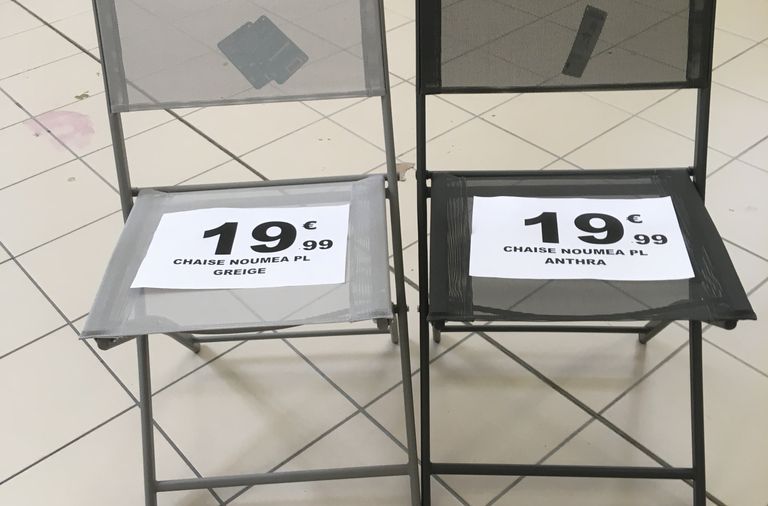 19€99
CHAISE NOUMEA PL
GREIGE
19€.99
CHAISE NOUMEA PL
ANTHRA